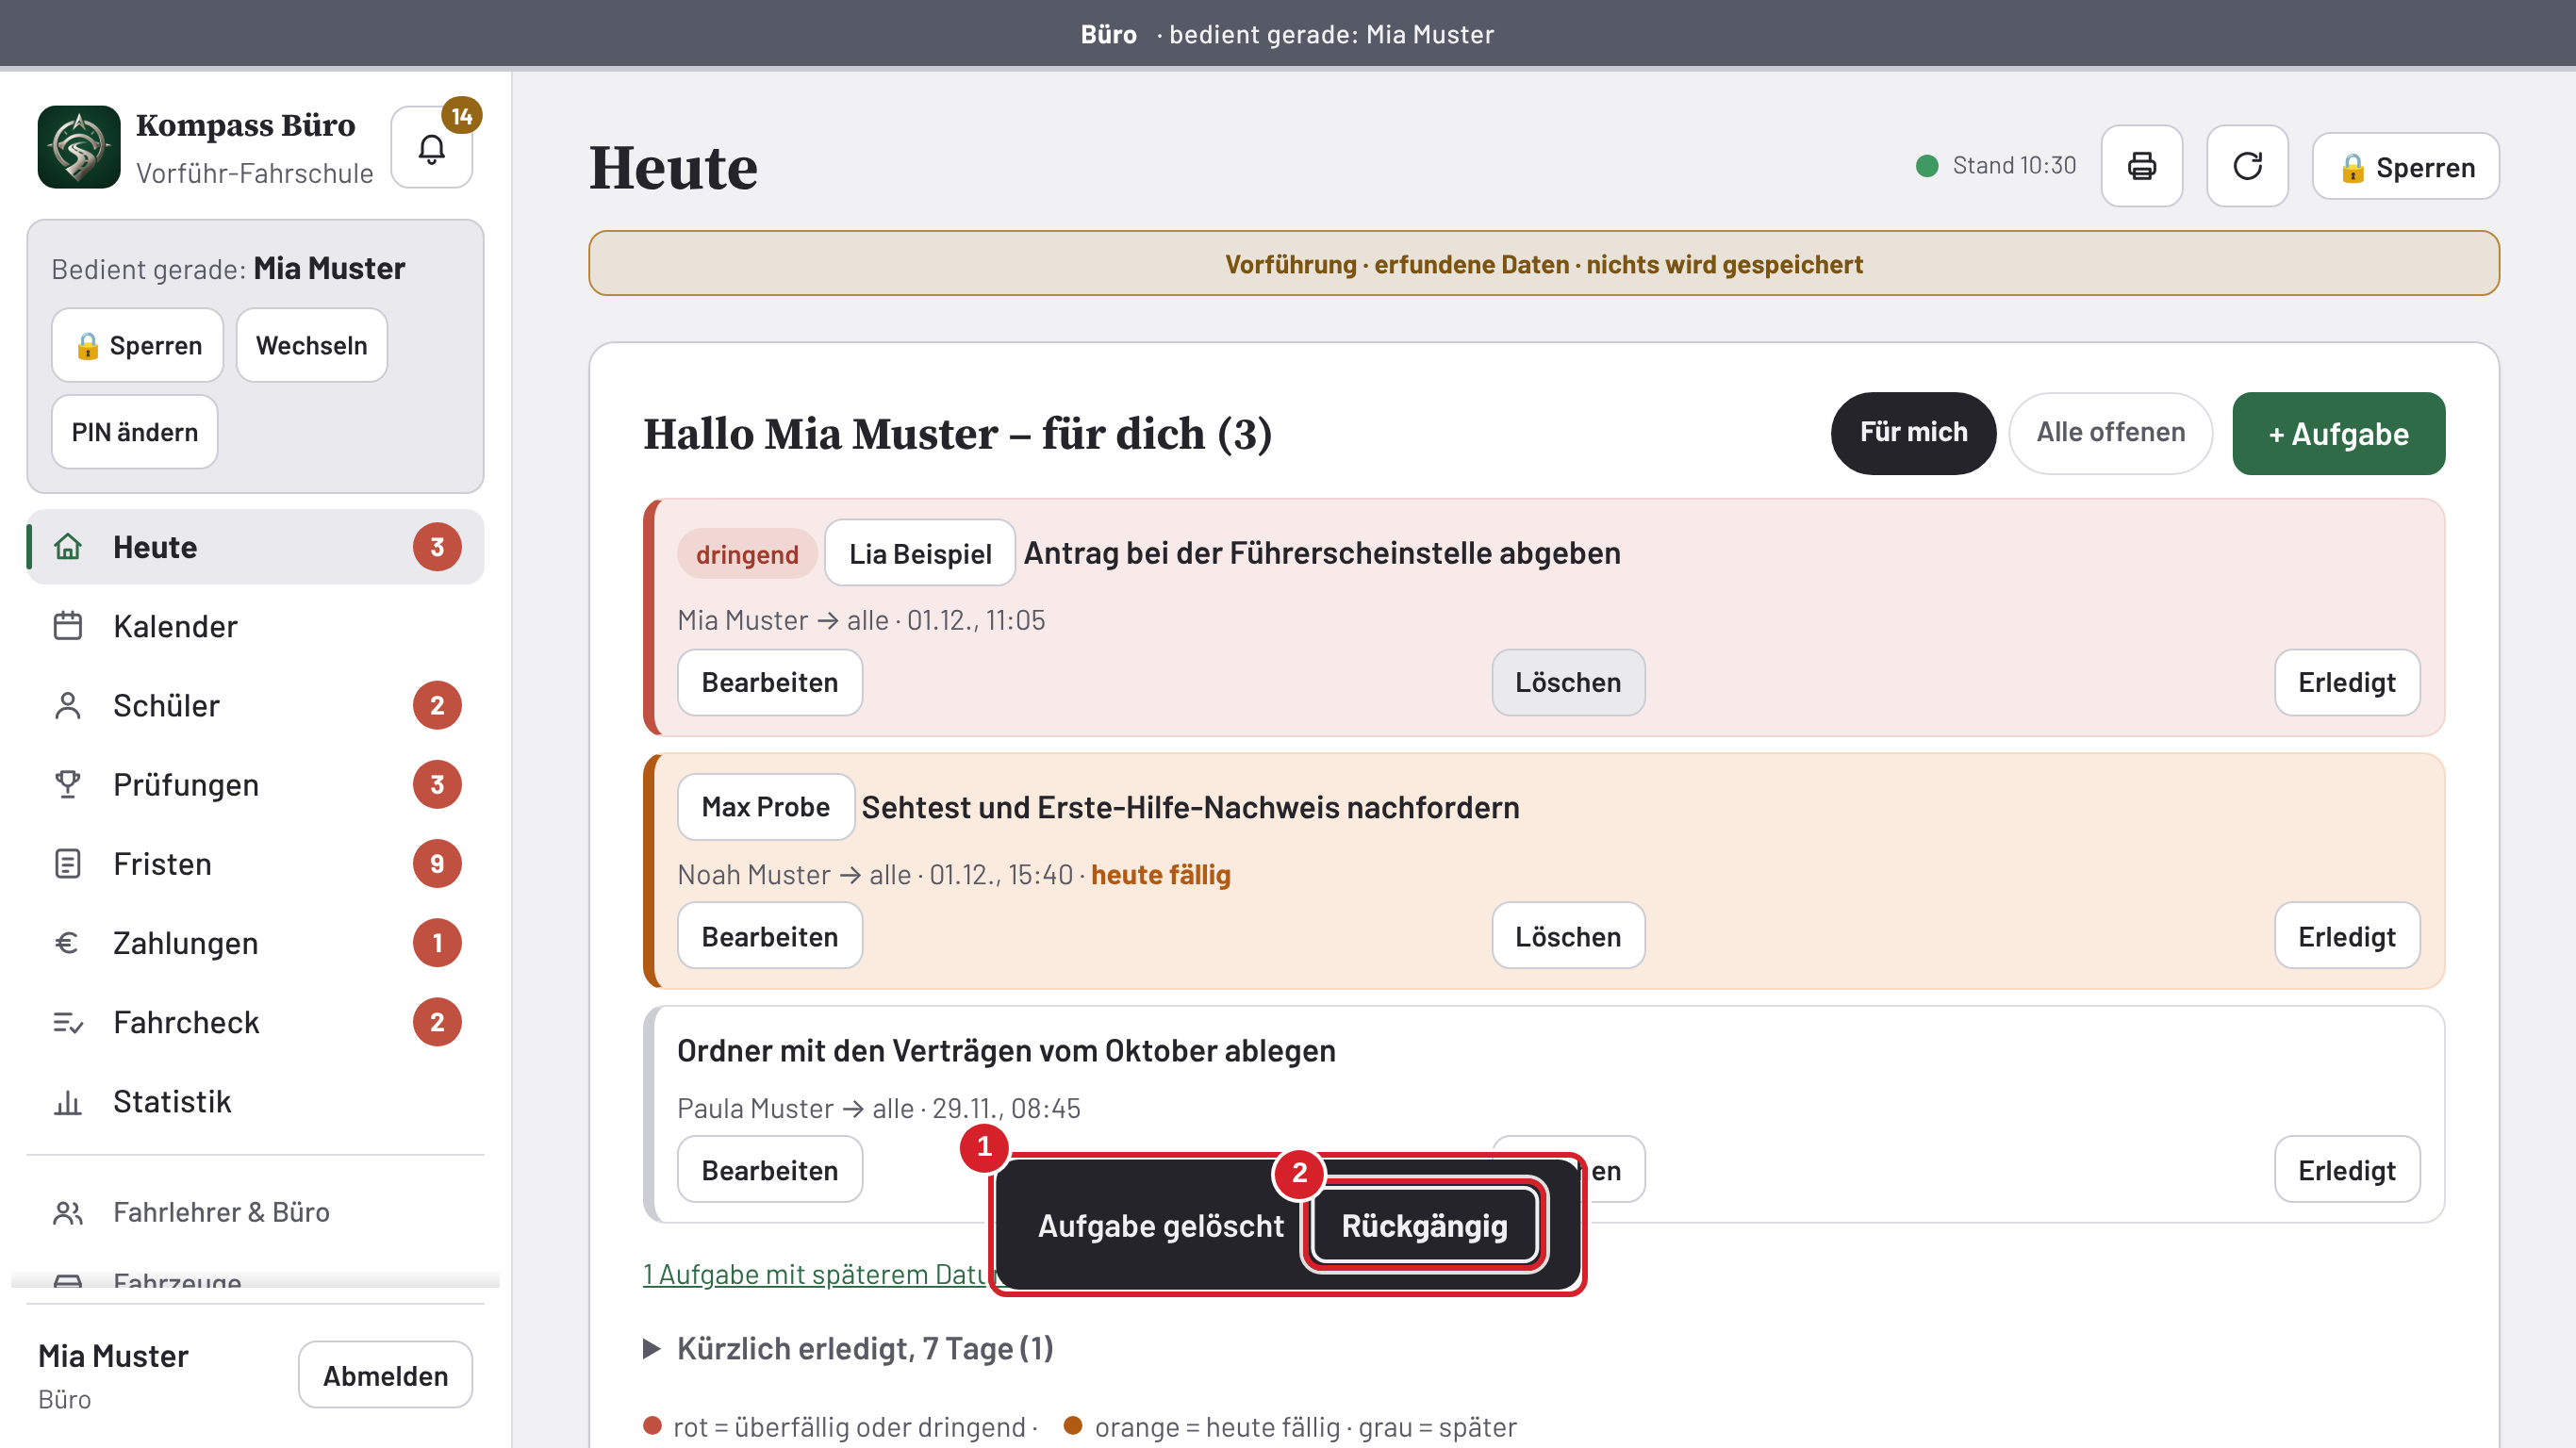 Büro · bedient gerade: Mia Muster
Kompass Büro
Vorführ-Fahrschule
14
Bedient gerade: Mia Muster
Sperren
Wechseln
PIN ändern
Heute 3
Kalender
Schüler 2
Prüfungen 3
Fristen 9
Zahlungen 1
Fahrcheck 2
Statistik
Fahrlehrer & Büro
Fahrzeuge
Mia Muster
Büro
Abmelden
Heute
Stand 10:30
Sperren
Vorführung · erfundene Daten · nichts wird gespeichert
Hallo Mia Muster – für dich (3)
Für mich
Alle offenen
+ Aufgabe
dringend Lia Beispiel Antrag bei der Führerscheinstelle abgeben
Mia Muster → alle · 01.12., 11:05
Bearbeiten Löschen Erledigt
Max Probe Sehtest und Erste-Hilfe-Nachweis nachfordern
Noah Muster → alle · 01.12., 15:40 · heute fällig
Bearbeiten Löschen Erledigt
Ordner mit den Verträgen vom Oktober ablegen
Paula Muster → alle · 29.11., 08:45
Bearbeiten Erledigt
1
2
Aufgabe gelöscht Rückgängig
1 Aufgabe mit späterem
Kürzlich erledigt, 7 Tage (1)
rot = überfällig oder dringend · orange = heute fällig · grau = später